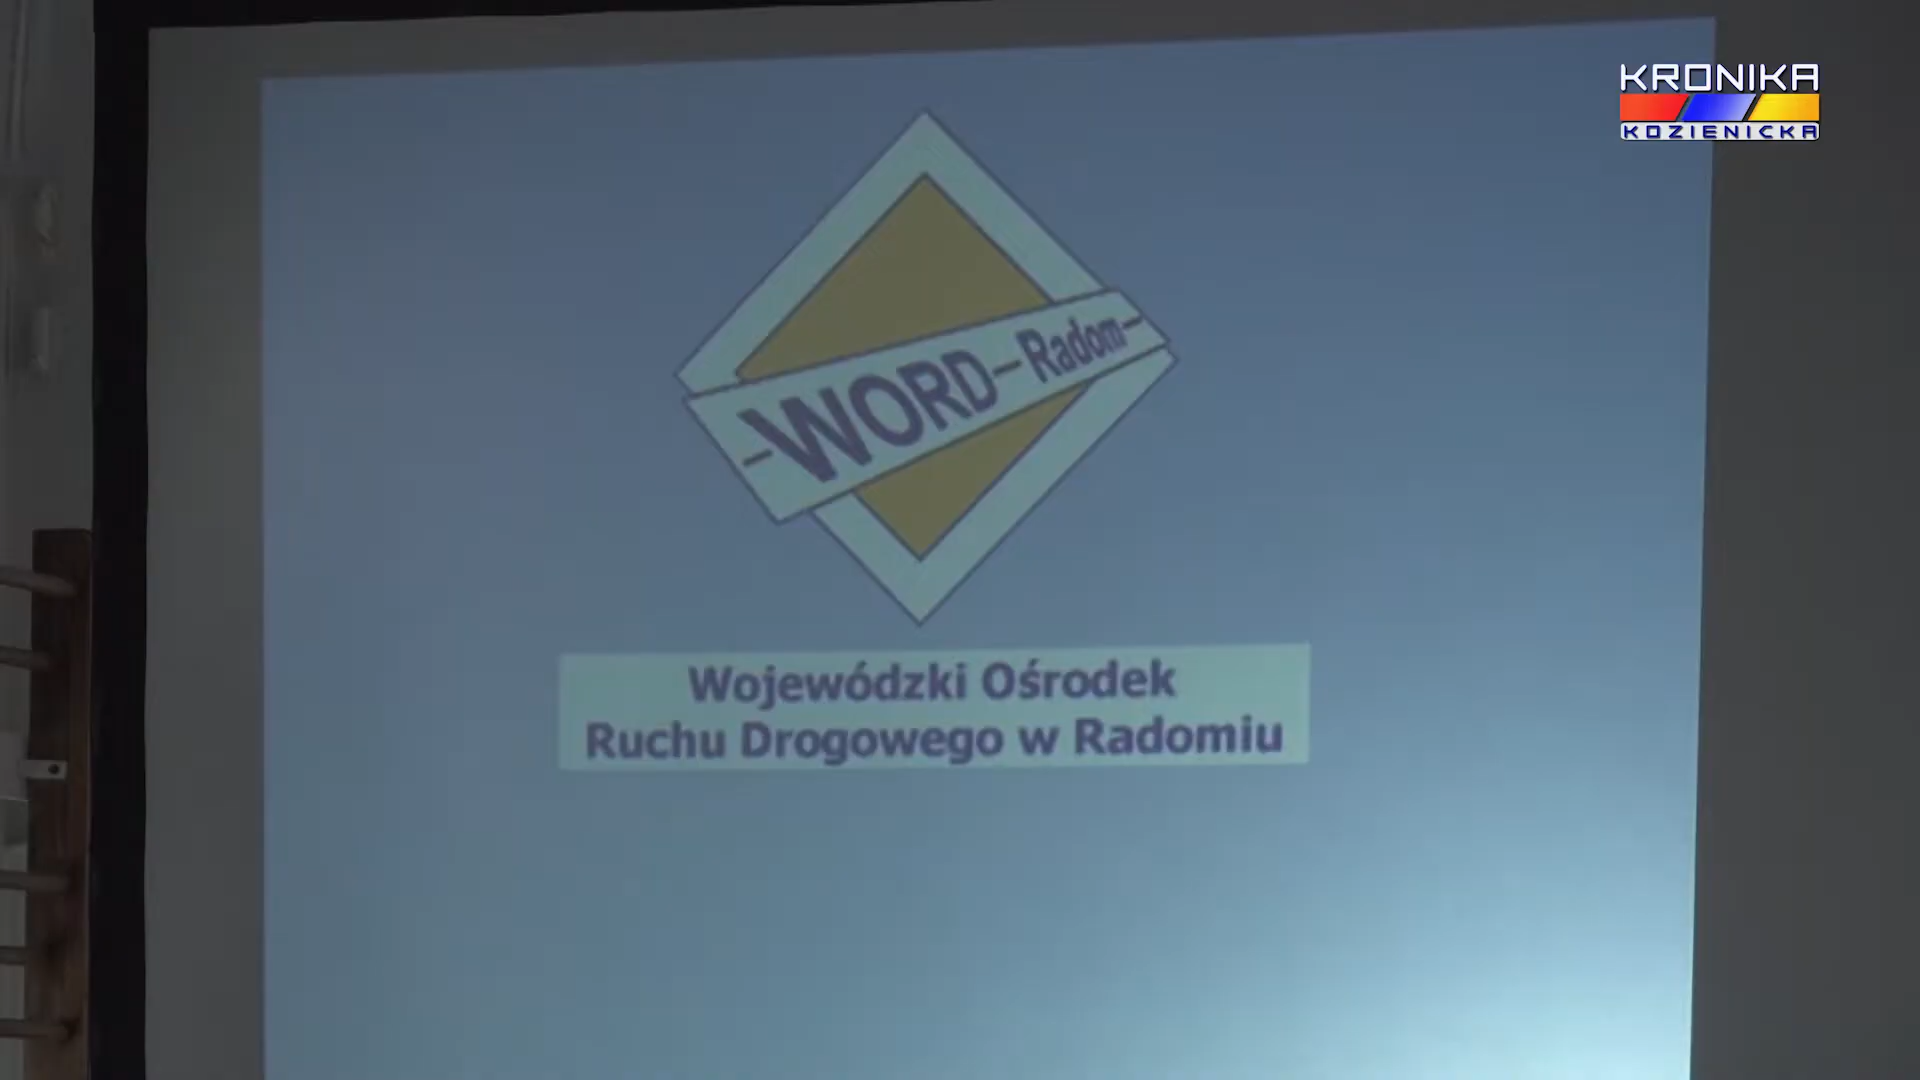 KRONIKA
KOZIENICKA
-WORD-Radom-
Wojewódzki Ośrodek
Ruchu Drogowego w Radomiu